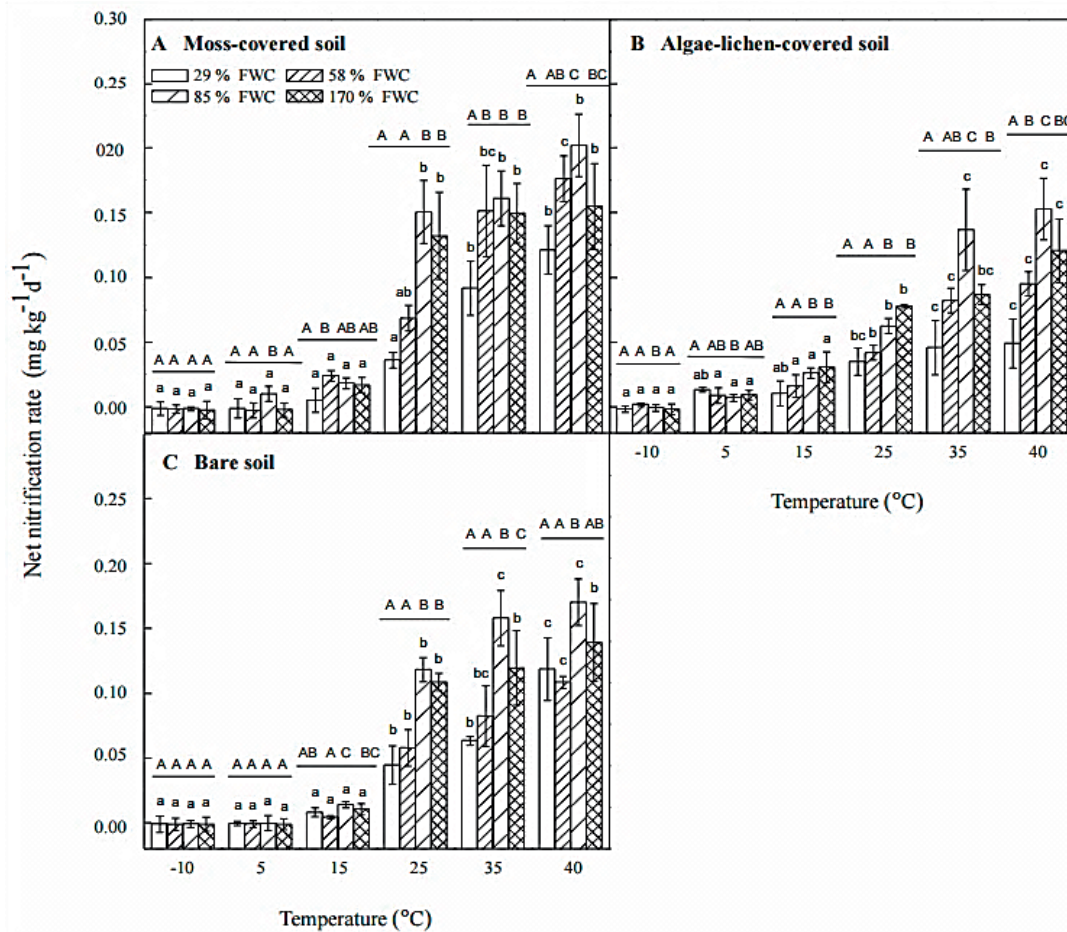 0.30
A Moss-covered soil
29 % FWC
58 % FWC
85 % FWC
170 % FWC
0.25
020
0.15
0.10
0.05
0.00
A A A A
a a a a
A A B A
a a a a
A B AB AB
a a a a
A A B B
a ab b b
A B B B
b bc b b
A AB C BC
b c b b
B Algae-lichen-covered soil
A A B A
a a a a
A AB B AB
ab a a a
A A B B
ab a a a
A A B B
bc b b b
A AB C B
c c c bc
A B C BC
c c c c
-10 5 15 25 35 40
Temperature (°C)
C Bare soil
0.25
0.20
0.15
0.10
0.05
0.00
A A A A
a a a a
A A A A
a a a a
AB A C BC
a a a a
A A B B
b b b b
A A B C
b bc c b
A A B AB
c c c b
-10 5 15 25 35 40
Temperature (°C)
Net nitrification rate (mg kg⁻¹d⁻¹)